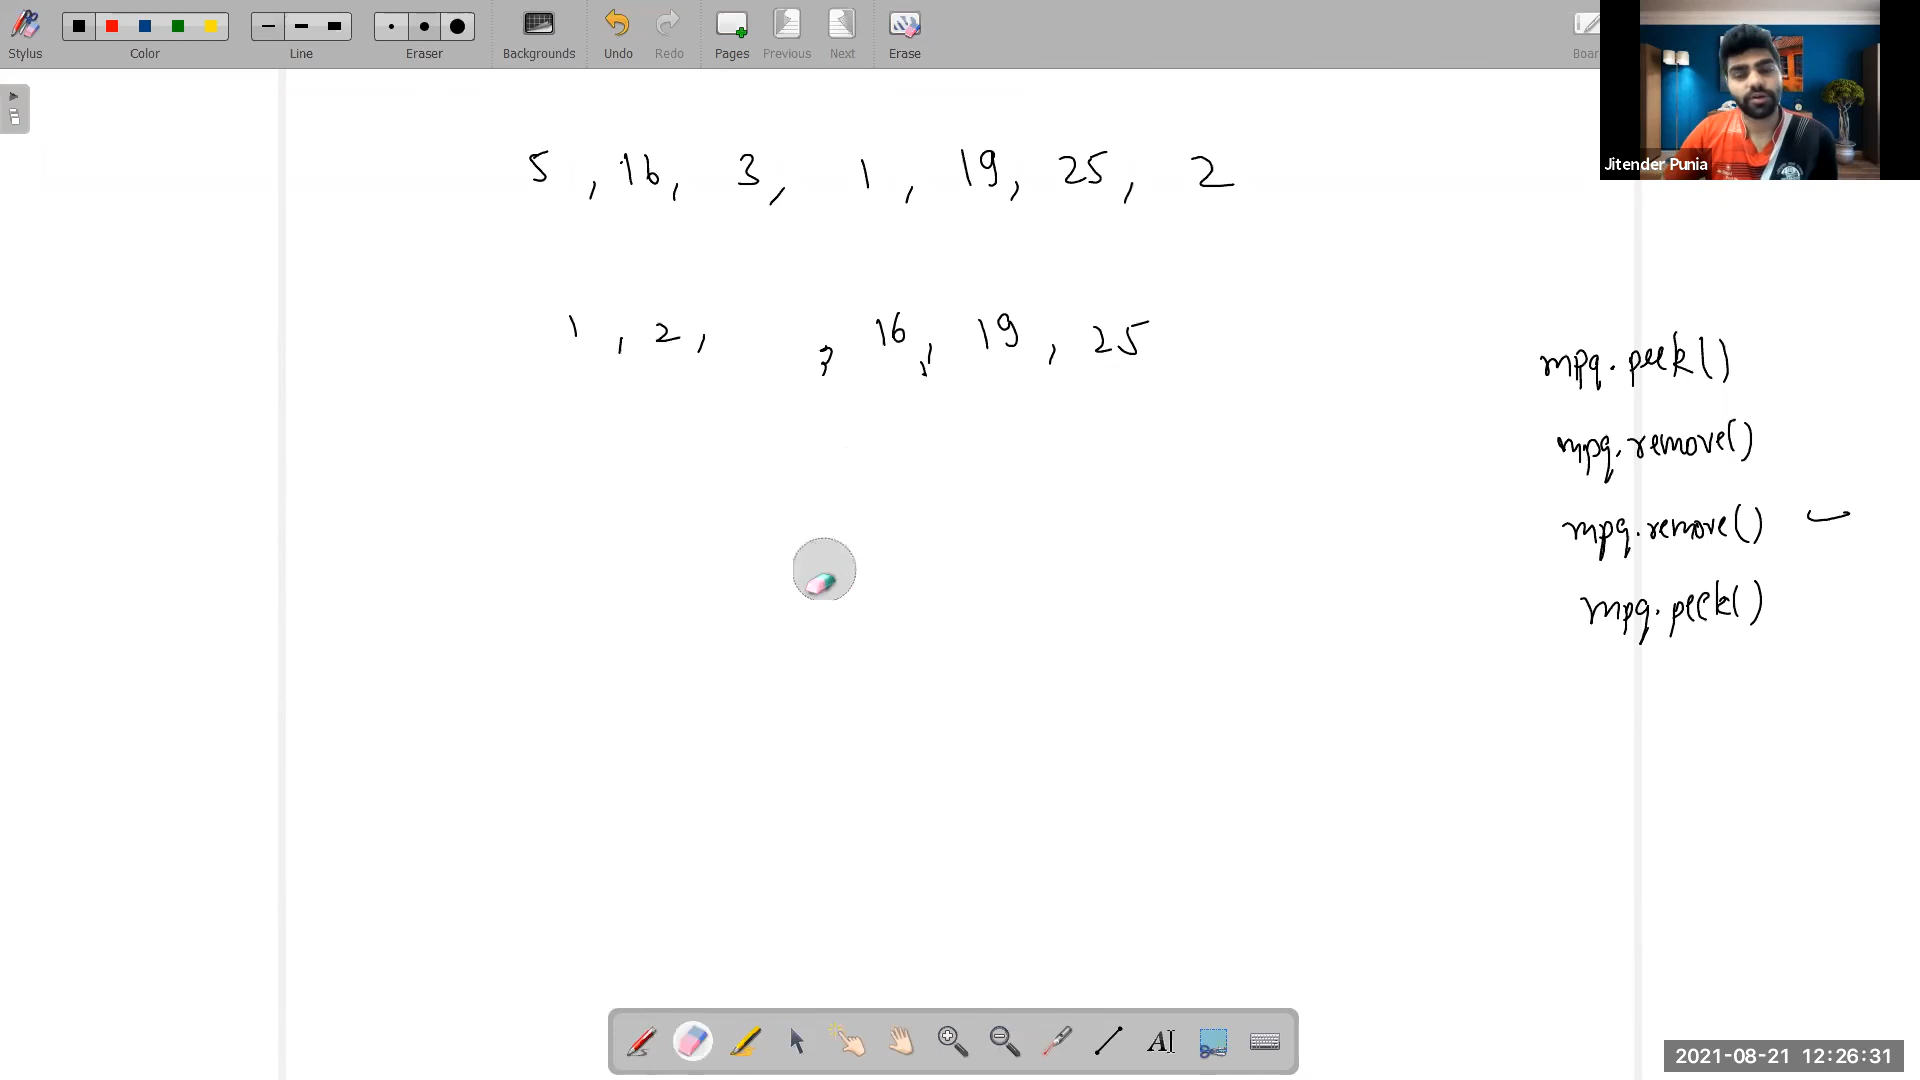 Stylus Color Line Eraser Backgrounds Undo Redo Pages Previous Next Erase Boar
Jitender Punia
5 , 16, 3, 1 , 19, 25, 2
1 , 2, , 16, 19 , 25
mpq.peek()
mpq.remove()
mpq.remove()
mpq.peek()
AI
2021-08-21 12:26:31